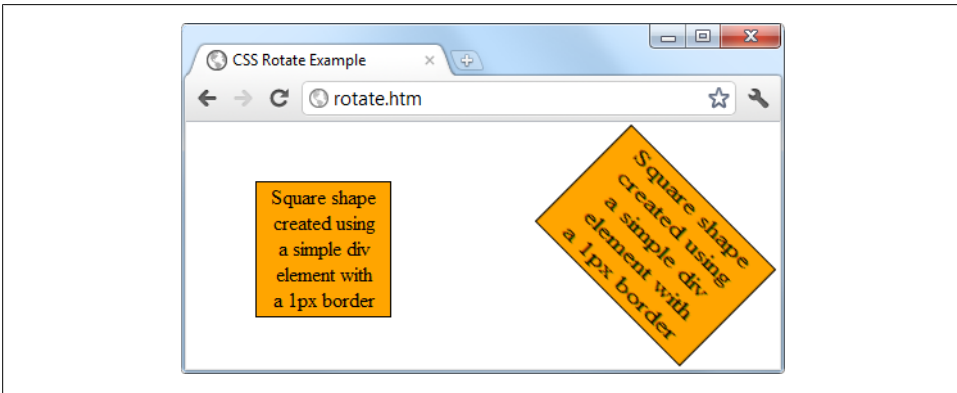 CSS Rotate Example
rotate.htm
Square shape
created using
a simple div
element with
a 1px border
Square shape
created using
a simple div
element with
a 1px border